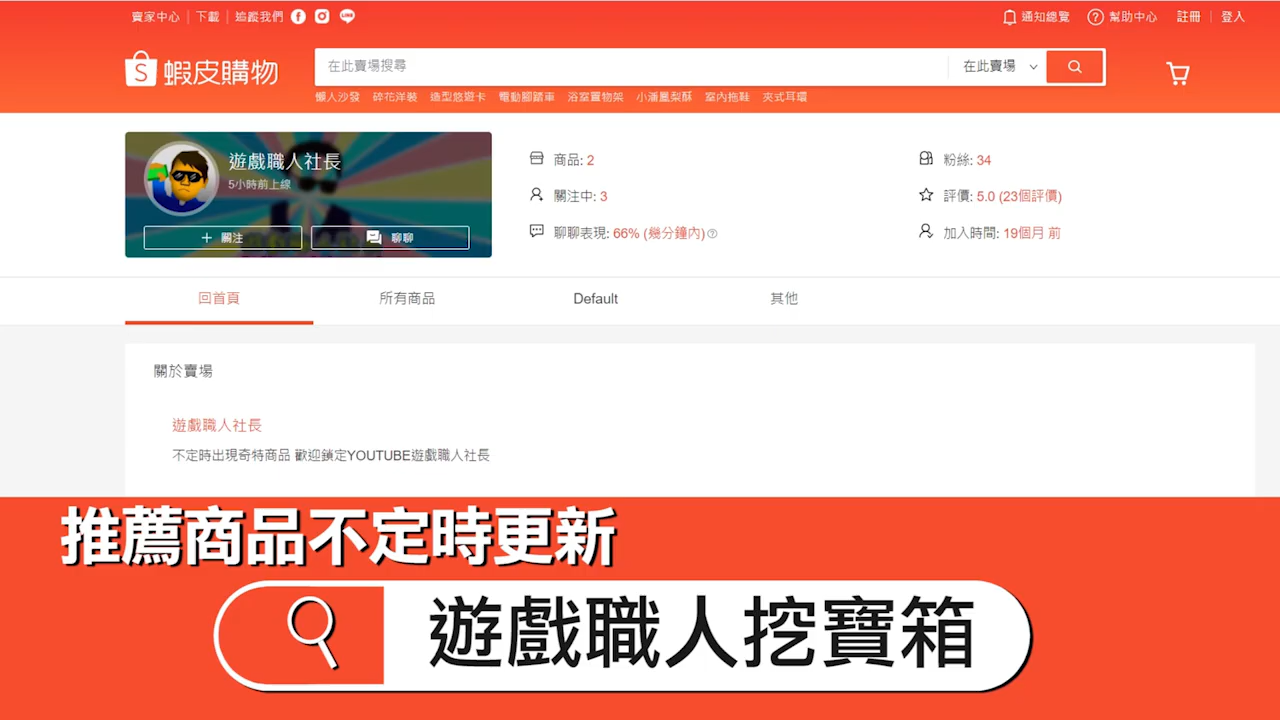 賣家中心 下載 追蹤我們 通知總覽 幫助中心 註冊 登入
蝦皮購物 在此賣場搜尋 在此賣場
懶人沙發 碎花洋裝 造型悠遊卡 電動腳踏車 浴室置物架 小潘鳳梨酥 室內拖鞋 夾式耳環
遊戲職人社長
5小時前上線
+ 關注 聊聊
商品: 2
關注中: 3
聊聊表現: 66% (幾分鐘內)
粉絲: 34
評價: 5.0 (23個評價)
加入時間: 19個月 前
回首頁 所有商品 Default 其他
關於賣場
遊戲職人社長
不定時出現奇特商品 歡迎鎖定YOUTUBE遊戲職人社長
推薦商品不定時更新
遊戲職人挖寶箱